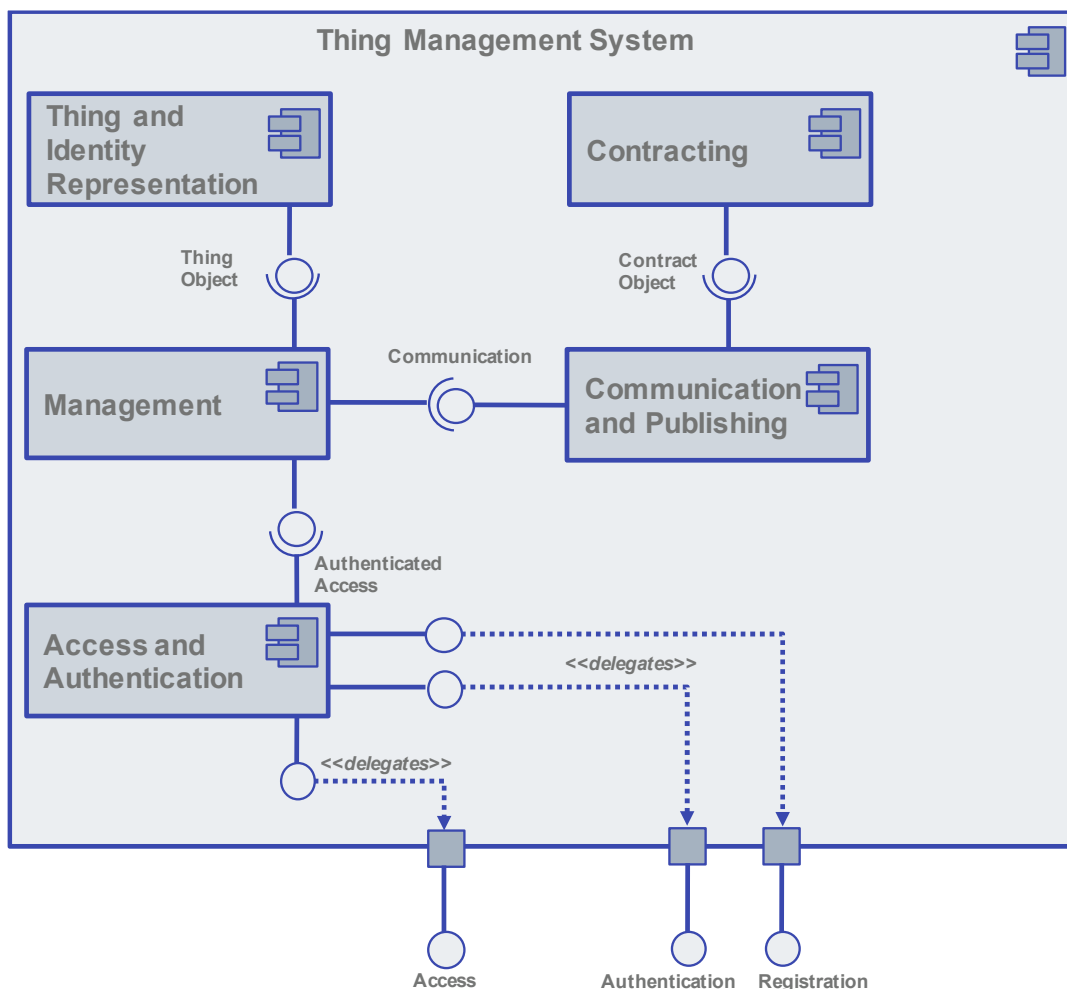 Thing Management System
Thing and
Identity
Representation
Contracting
Thing
Object
Contract
Object
Management
Communication
Communication
and Publishing
Authenticated
Access
Access and
Authentication
<<delegates>>
<<delegates>>
Access
Authentication
Registration